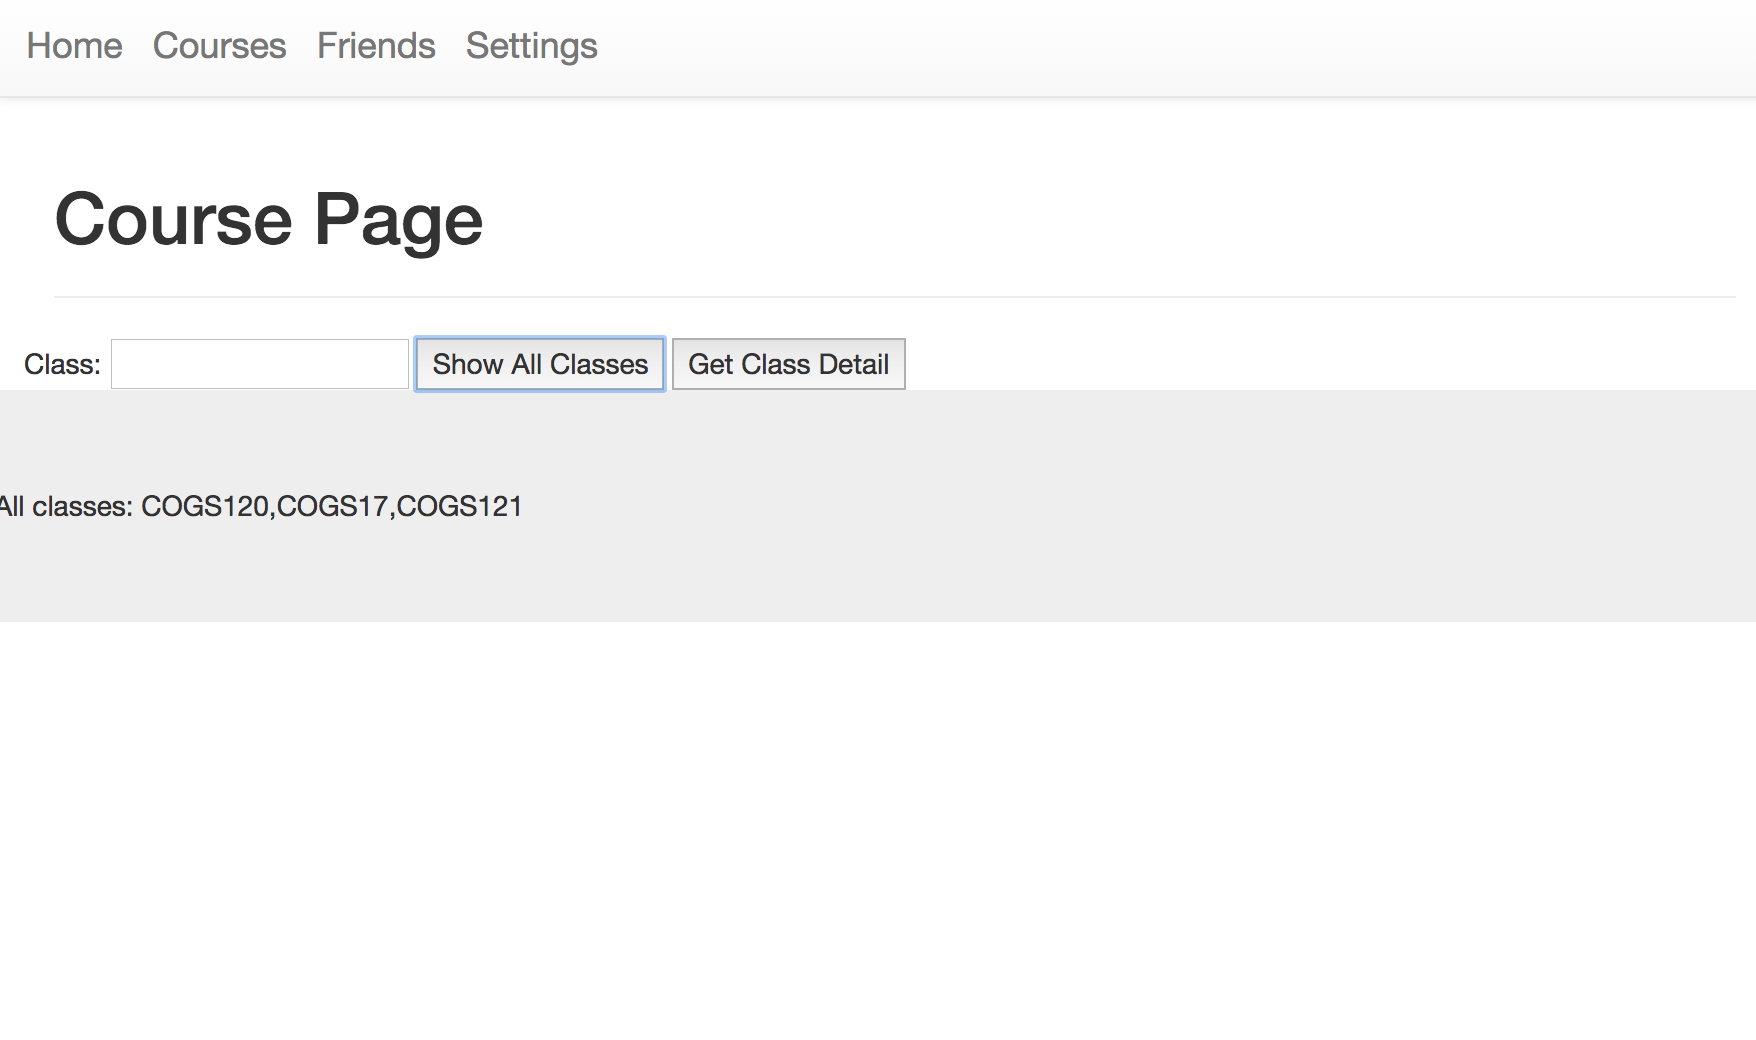 Home Courses Friends Settings
Course Page
Class: Show All Classes Get Class Detail
All classes: COGS120,COGS17,COGS121